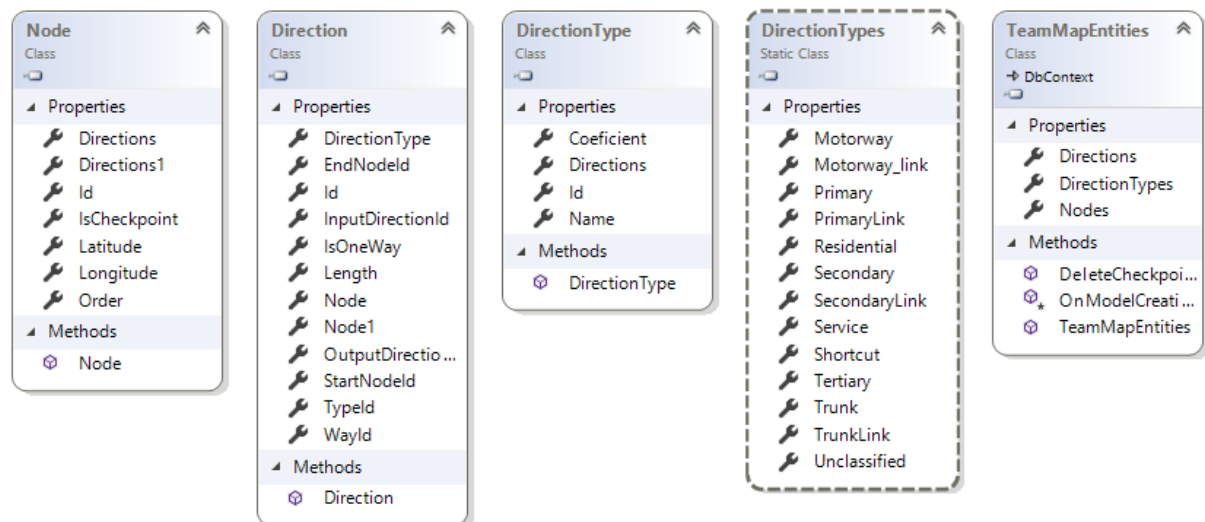 Node
Class
Properties
Directions
Directions1
Id
IsCheckpoint
Latitude
Longitude
Order
Methods
Node
Direction
Class
Properties
DirectionType
EndNodeId
Id
InputDirectionId
IsOneWay
Length
Node
Node1
OutputDirectio...
StartNodeId
TypeId
WayId
Methods
Direction
DirectionType
Class
Properties
Coeficient
Directions
Id
Name
Methods
DirectionType
DirectionTypes
Static Class
Properties
Motorway
Motorway_link
Primary
PrimaryLink
Residential
Secondary
SecondaryLink
Service
Shortcut
Tertiary
Trunk
TrunkLink
Unclassified
TeamMapEntities
Class
DbContext
Properties
Directions
DirectionTypes
Nodes
Methods
DeleteCheckpoi...
OnModelCreati...
TeamMapEntities